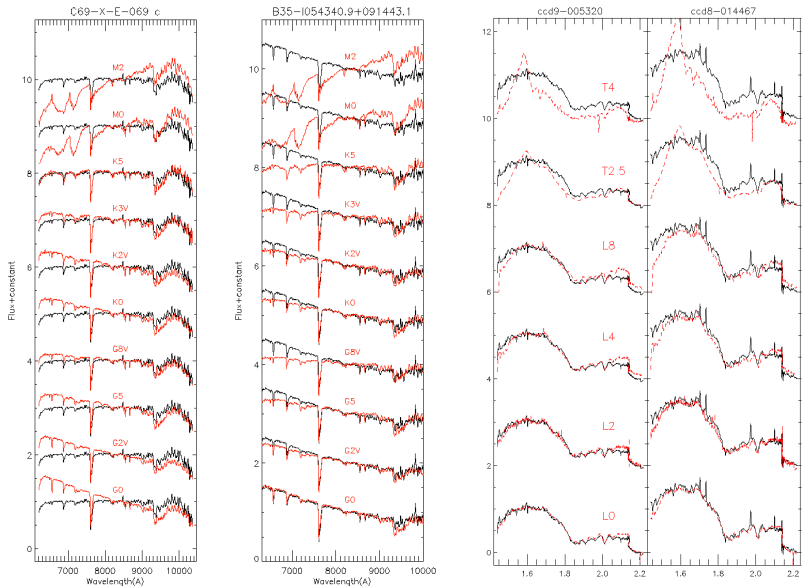 C69-X-E-069 c
M2
M0
K5
K3V
K2V
K0
G8V
G5
G2V
G0
10
8
6
4
2
0
Flux+constant
7000 8000 9000 10000
Wavelength(A)
B35-I054340.9+091443.1
M2
M0
K5
K3V
K2V
K0
G8V
G5
G2V
G0
10
8
6
4
2
Flux+constant
7000 8000 9000 10000
Wavelength(A)
ccd9-005320
ccd8-014467
T4
T2.5
L8
L4
L2
L0
12
10
8
6
4
2
0
1.4 1.6 1.8 2.0 2.2
1.6 1.8 2.0 2.2